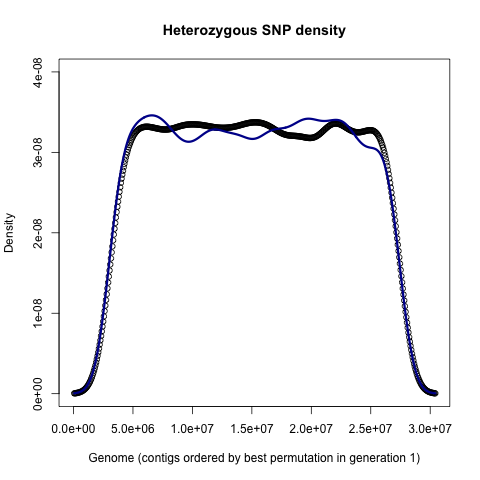 Heterozygous SNP density
4e-08
3e-08
2e-08
1e-08
0e+00
Density
0.0e+00 5.0e+06 1.0e+07 1.5e+07 2.0e+07 2.5e+07 3.0e+07
Genome (contigs ordered by best permutation in generation 1)